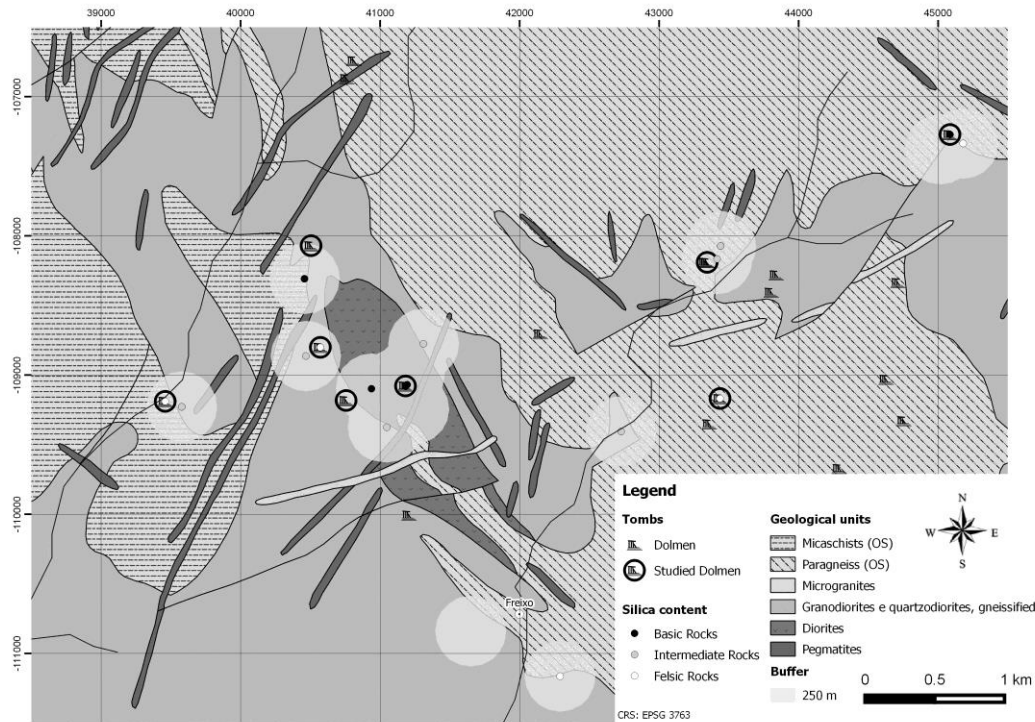 39000 40000 41000 42000 43000 44000 45000
-107000
-108000
-109000
-110000
-111000
Freixo
Legend
Tombs
Dolmen
Studied Dolmen
Silica content
Basic Rocks
Intermediate Rocks
Felsic Rocks
Geological units
Micaschists (OS)
Paragneiss (OS)
Microgranites
Granodiorites e quartzodiorites, gneissified
Diorites
Pegmatites
Buffer
250 m
N
W E
S
0 0.5 1 km
CRS: EPSG 3763